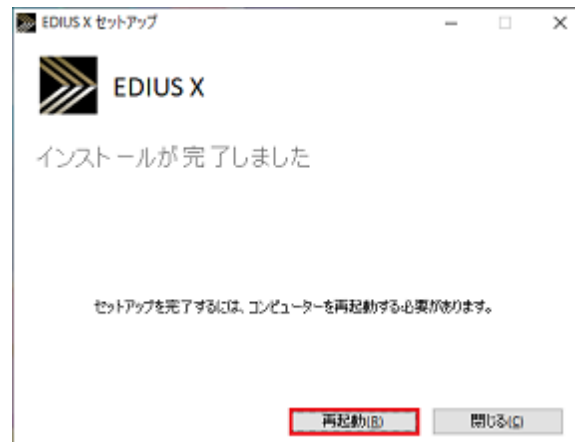 EDIUS X セットアップ
EDIUS X
インストールが完了しました
セットアップを完了するには、コンピューターを再起動する必要があります。
再起動(R)
閉じる(C)